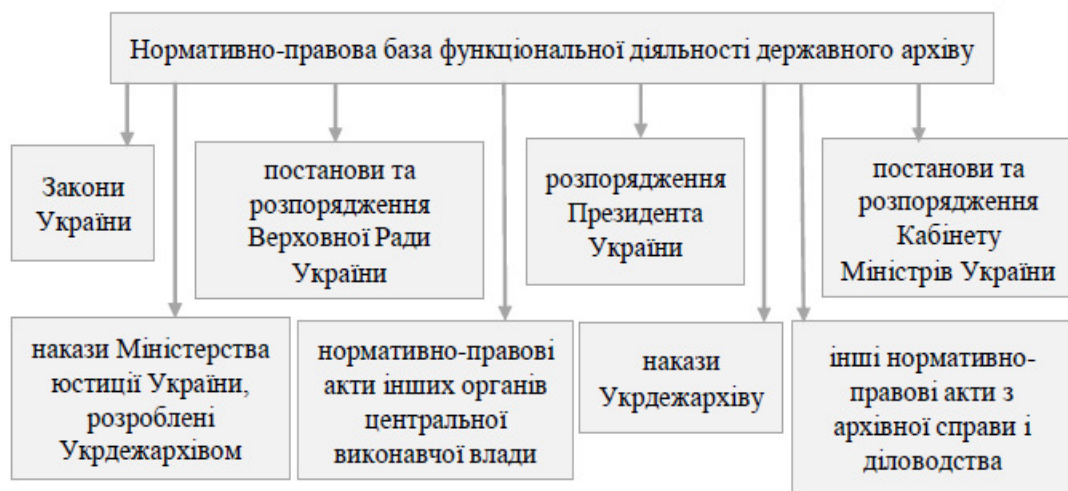 Нормативно-правова база функціональної діяльності державного архіву
Закони
України
постанови та
розпорядження
Верховної Ради
України
розпорядження
Президента
України
постанови та
розпорядження
Кабінету
Міністрів України
накази Міністерства
юстиції України,
розроблені
Укрдежархівом
нормативно-правові
акти інших органів
центральної
виконавчої влади
накази
Укрдежархіву
інші нормативно-
правові акти з
архівної справи і
діловодства